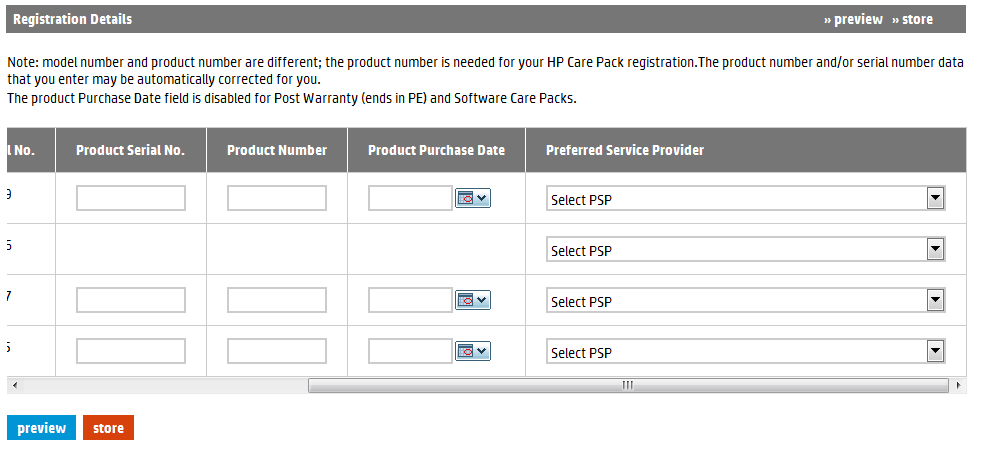 Registration Details » preview » store
Note: model number and product number are different; the product number is needed for your HP Care Pack registration.The product number and/or serial number data
that you enter may be automatically corrected for you.
The product Purchase Date field is disabled for Post Warranty (ends in PE) and Software Care Packs.
l No. Product Serial No. Product Number Product Purchase Date Preferred Service Provider
9 Select PSP
Select PSP
7 Select PSP
5 Select PSP
preview store